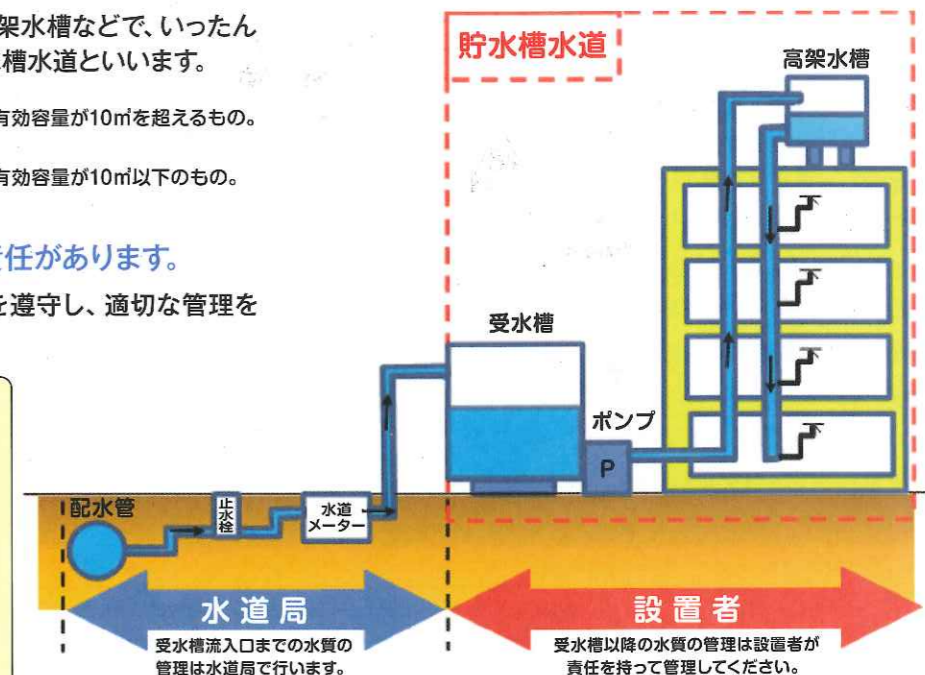 架水槽などで、いったん
槽水道といいます。
有効容量が10㎥を超えるもの。
有効容量が10㎥以下のもの。
責任があります。
を遵守し、適切な管理を
貯水槽水道
高架水槽
受水槽
ポンプ
P
配水管
止水栓
水道
メーター
水道局
受水槽流入口までの水質の
管理は水道局で行います。
設置者
受水槽以降の水質の管理は設置者が
責任を持って管理してください。